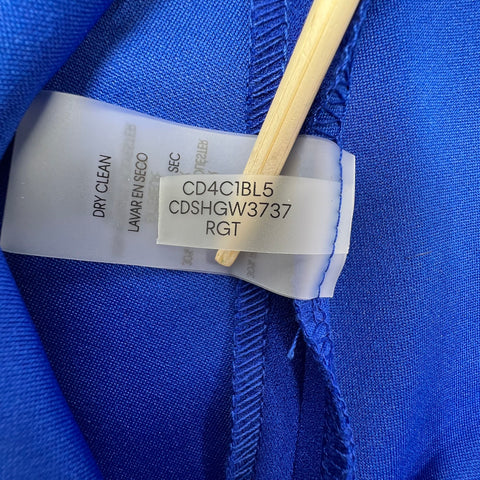 DRY CLEAN
LAVAR EN SECO
SEC
CD4C1BL5
CDSHGW3737
RGT